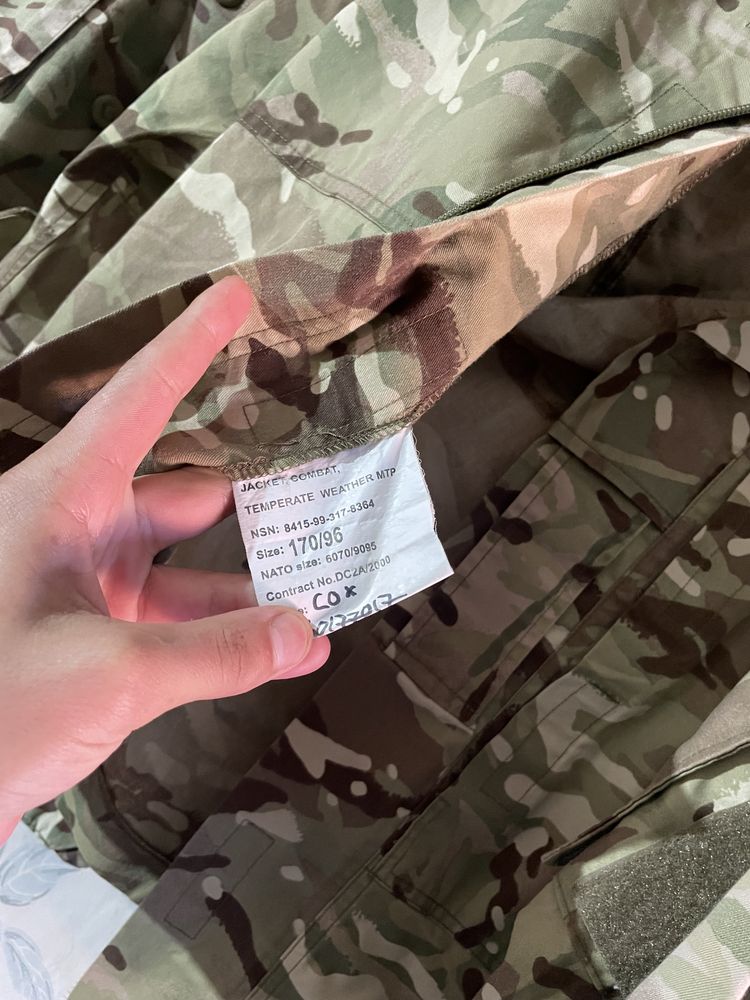 JACKET, COMBAT,
TEMPERATE WEATHER MTP
NSN: 8415-99-317-8364
Size: 170/96
NATO size: 6070/9095
Contract No.DC2A/2000
COX